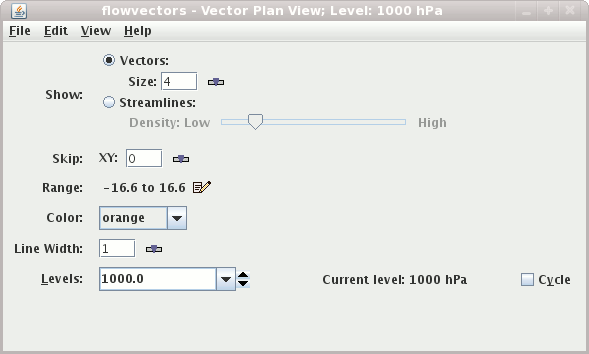 flowvectors - Vector Plan View; Level: 1000 hPa
File Edit View Help
Show:
Vectors:
Size: 4
Streamlines:
Density: Low High
Skip: XY: 0
Range: -16.6 to 16.6
Color: orange
Line Width: 1
Levels: 1000.0 Current level: 1000 hPa Cycle